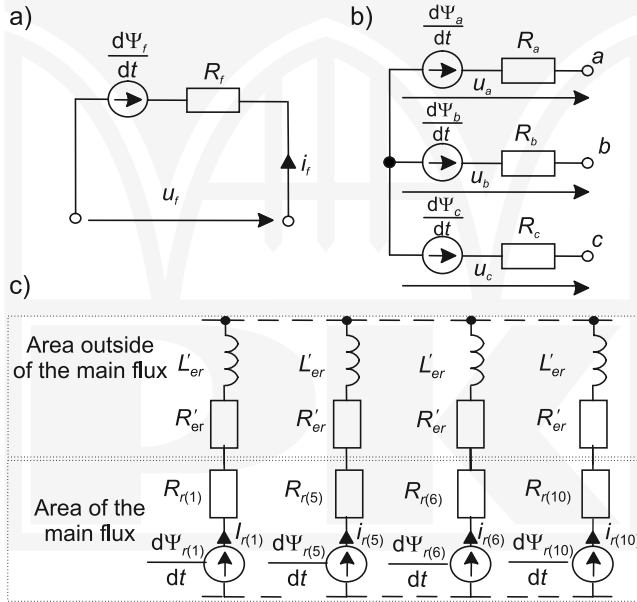 a)
dΨf
dt
Rf
if
uf
b)
dΨa
dt
Ra
a
ua
dΨb
dt
Rb
b
ub
dΨc
dt
Rc
c
uc
c)
Area outside
of the main flux
L'er L'er L'er L'er
R'er R'er R'er R'er
Area of the
main flux
Rr(1) Rr(5) Rr(6) Rr(10)
Ir(1) ir(5) ir(6) ir(10)
dΨr(1) dΨr(5) dΨr(6) dΨr(10)
dt dt dt dt
PK